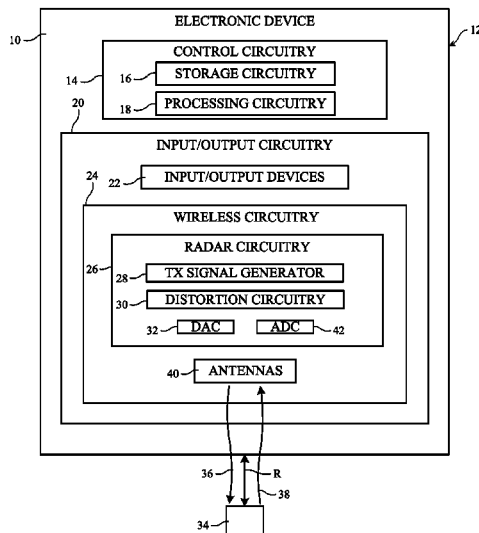 ELECTRONIC DEVICE
10
12
CONTROL CIRCUITRY
14
16
STORAGE CIRCUITRY
18
PROCESSING CIRCUITRY
20
INPUT/OUTPUT CIRCUITRY
22
INPUT/OUTPUT DEVICES
24
WIRELESS CIRCUITRY
RADAR CIRCUITRY
26
28
TX SIGNAL GENERATOR
30
DISTORTION CIRCUITRY
32
DAC
ADC
42
40
ANTENNAS
36
R
38
34